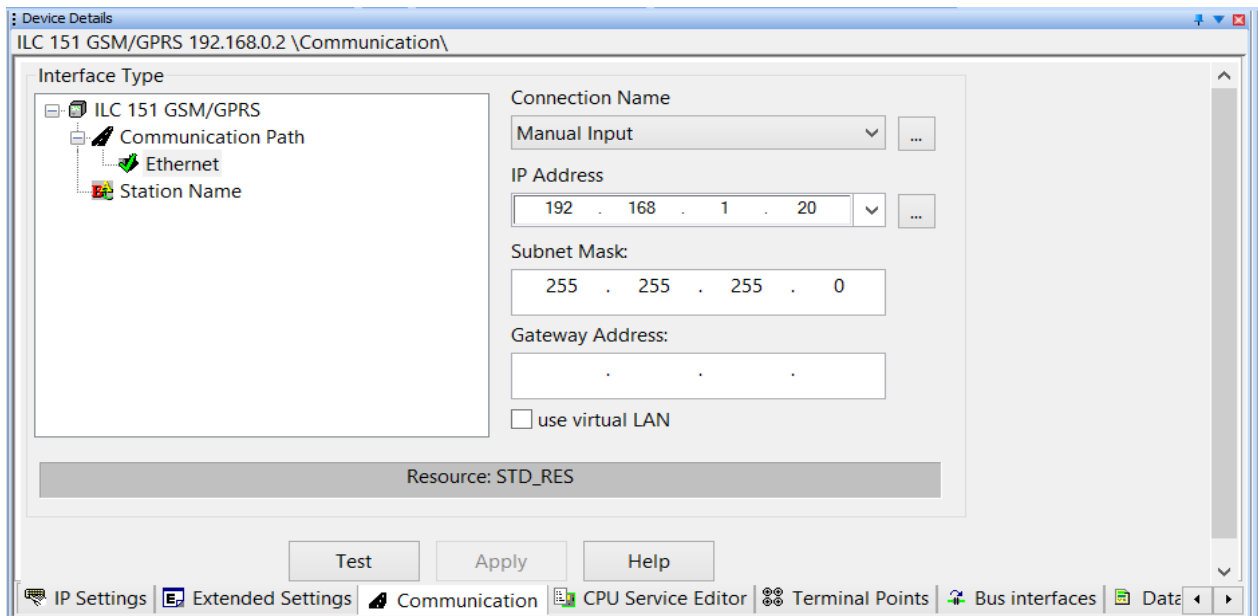 Device Details
ILC 151 GSM/GPRS 192.168.0.2 \Communication\
Interface Type
ILC 151 GSM/GPRS
Communication Path
Ethernet
Station Name
Connection Name
Manual Input
...
IP Address
192 . 168 . 1 . 20
...
Subnet Mask:
255 . 255 . 255 . 0
Gateway Address:
. . .
use virtual LAN
Resource: STD_RES
Test Apply Help
IP Settings Extended Settings Communication CPU Service Editor Terminal Points Bus interfaces Data